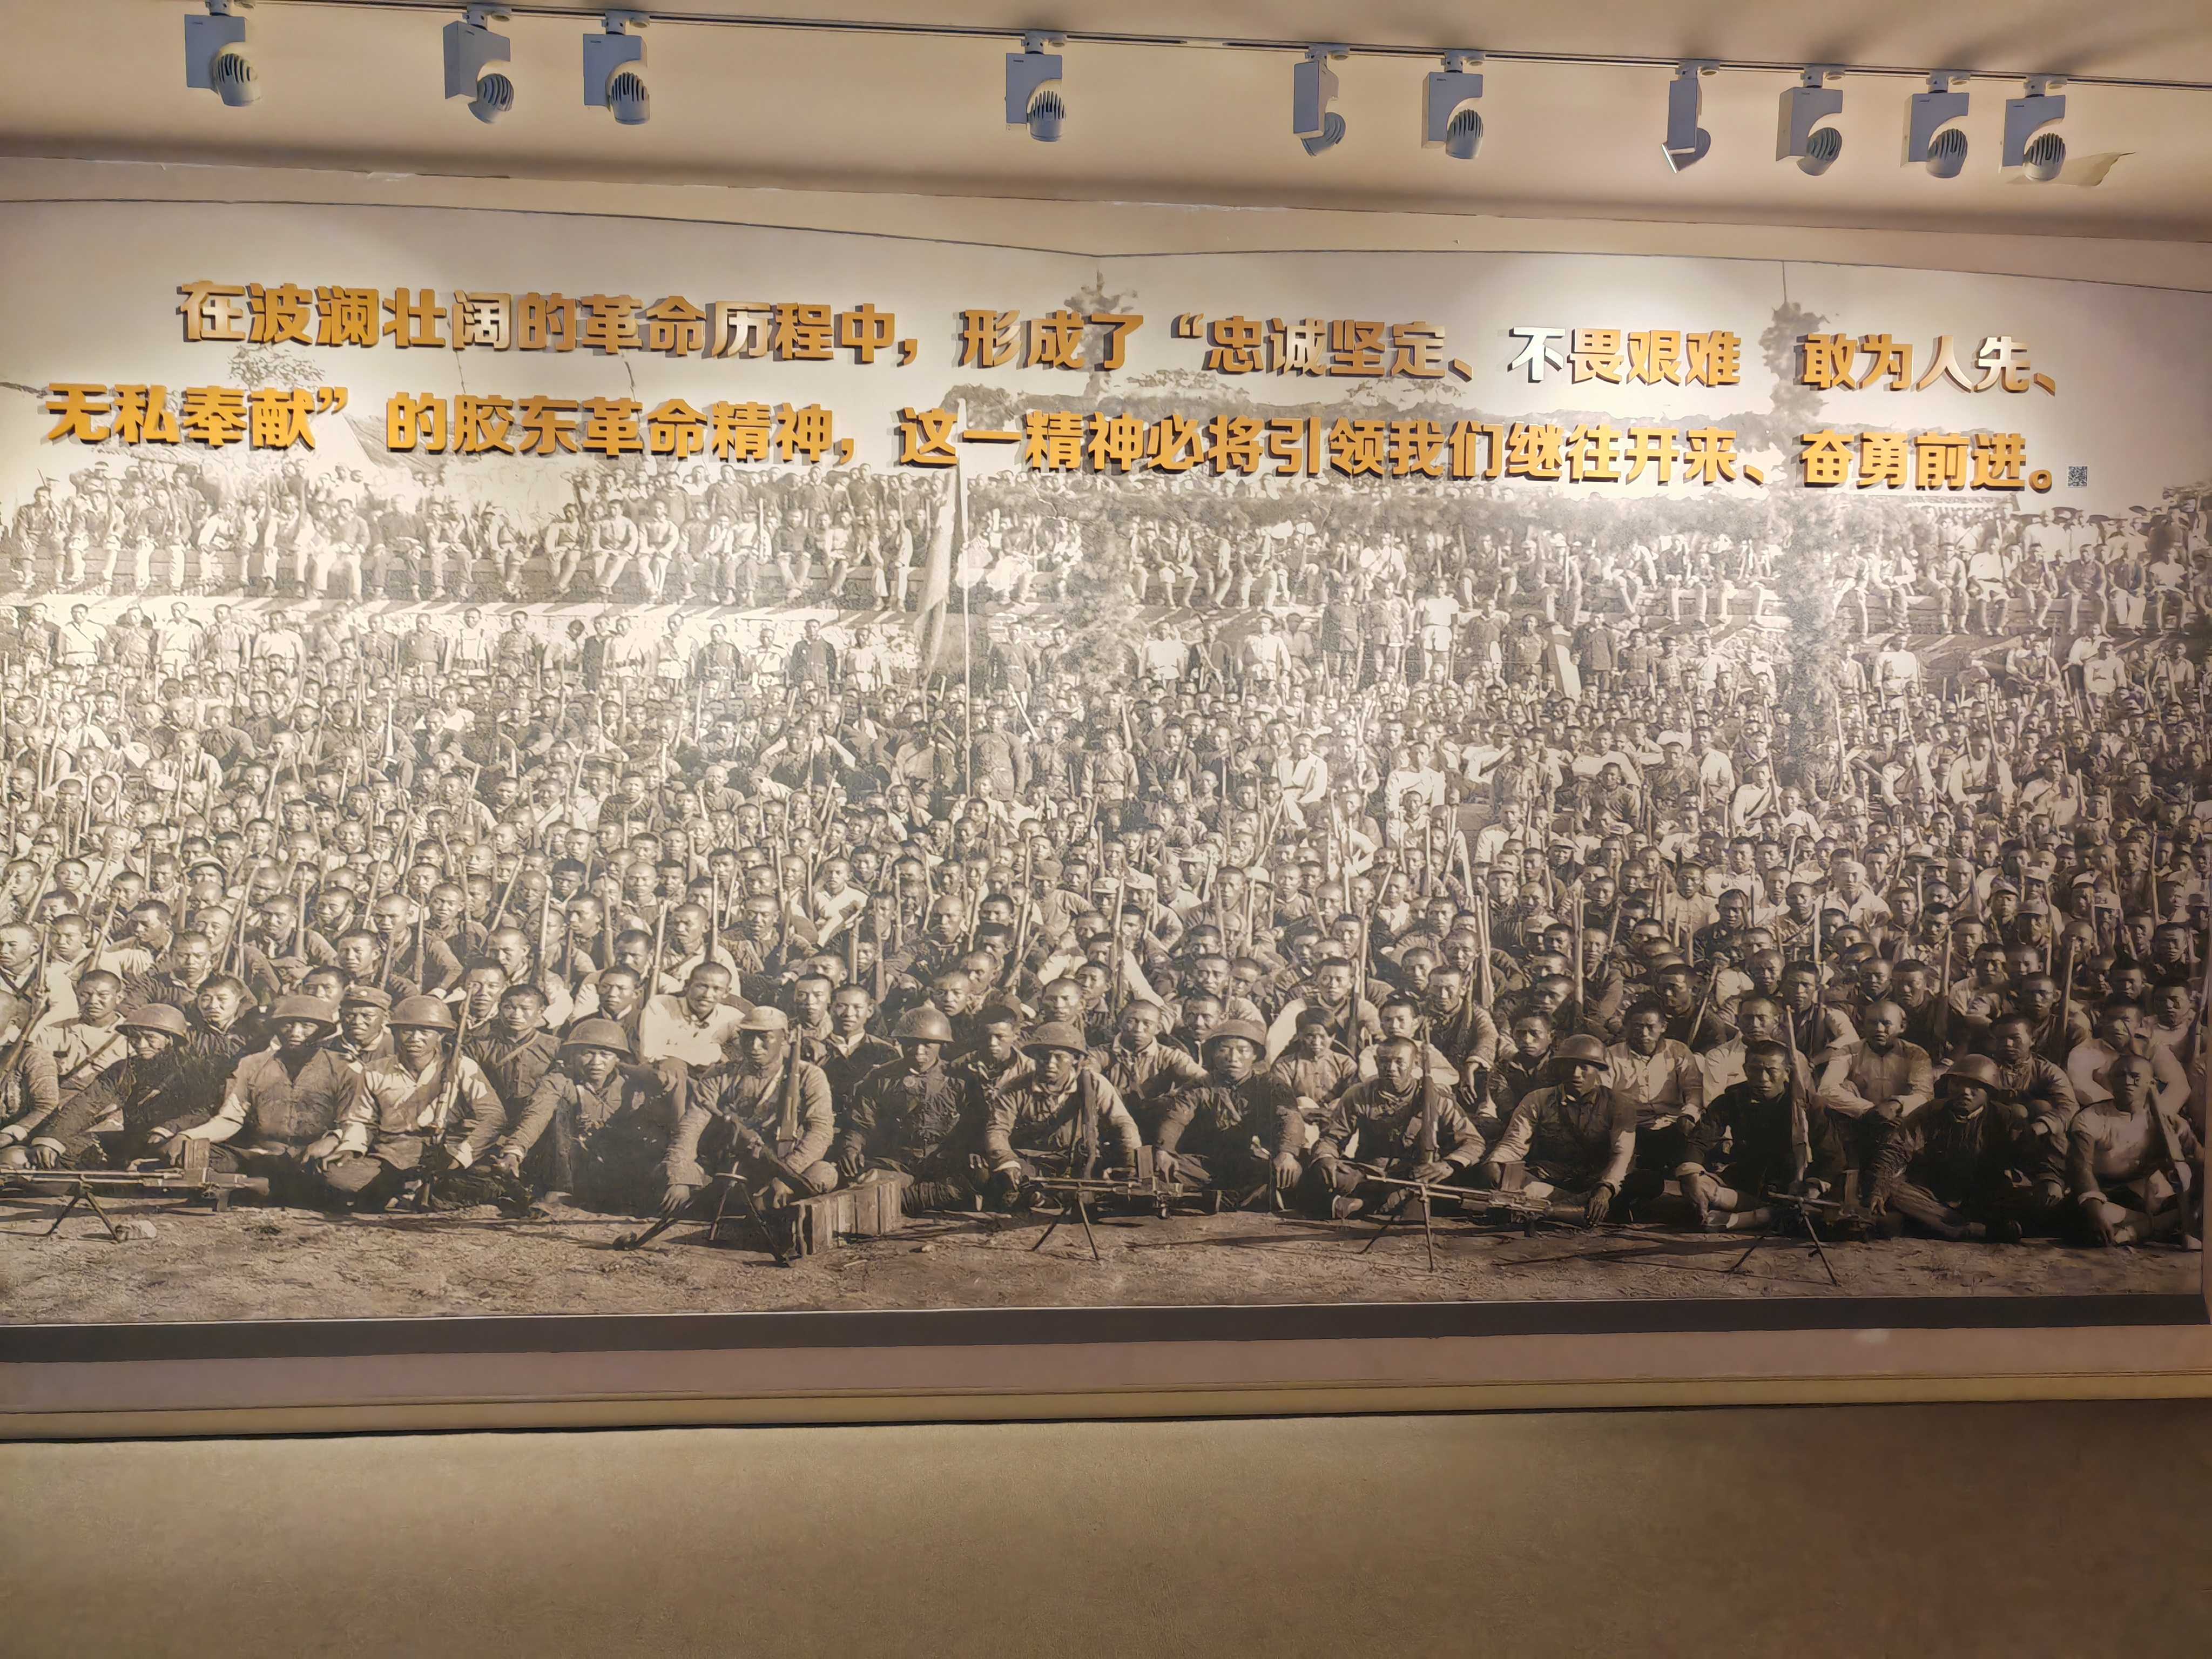 在波澜壮阔的革命历程中，形成了“忠诚坚定、不畏艰难　敢为人先、
无私奉献”的胶东革命精神，这一精神必将引领我们继往开来、奋勇前进。